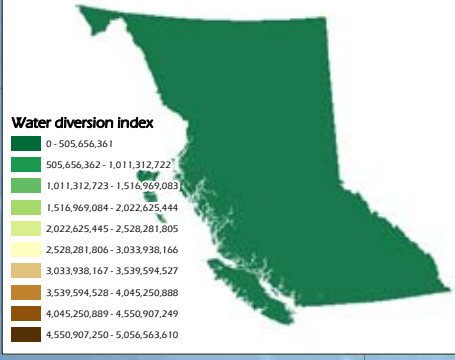 Water diversion index
0 - 505,656,361
505,656,362 - 1,011,312,722
1,011,312,723 - 1,516,969,083
1,516,969,084 - 2,022,625,444
2,022,625,445 - 2,528,281,805
2,528,281,806 - 3,033,938,166
3,033,938,167 - 3,539,594,527
3,539,594,528 - 4,045,250,888
4,045,250,889 - 4,550,907,249
4,550,907,250 - 5,056,563,610